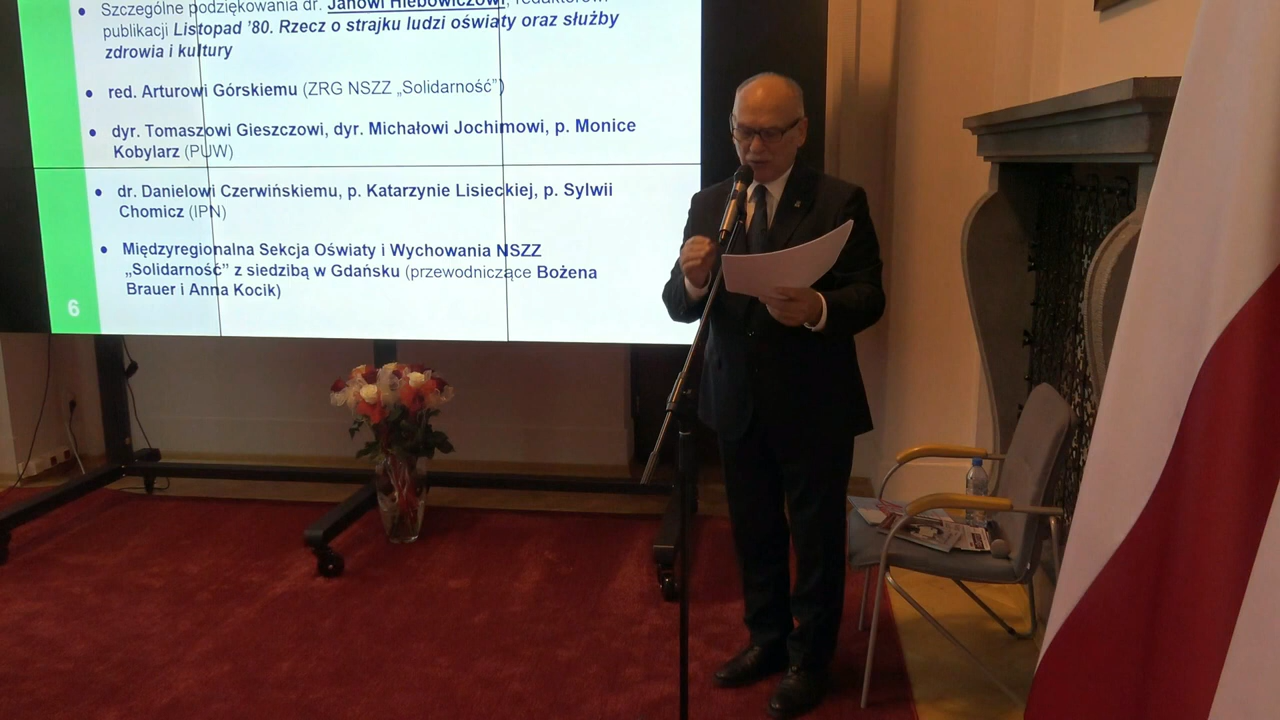 Szczególne podziękowania dr. Janowi Hlebowiczowi, redaktorowi
publikacji Listopad ’80. Rzecz o strajku ludzi oświaty oraz służby
zdrowia i kultury
red. Arturowi Górskiemu (ZRG NSZZ „Solidarność”)
dyr. Tomaszowi Gieszczowi, dyr. Michałowi Jochimowi, p. Monice
Kobylarz (PUW)
dr. Danielowi Czerwińskiemu, p. Katarzynie Lisieckiej, p. Sylwii
Chomicz (IPN)
Międzyregionalna Sekcja Oświaty i Wychowania NSZZ
„Solidarność” z siedzibą w Gdańsku (przewodniczące Bożena
Brauer i Anna Kocik)
6